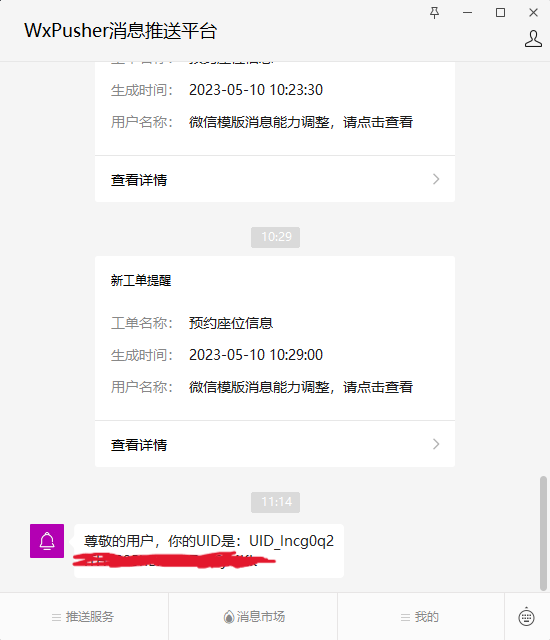 WxPusher消息推送平台
生成时间： 2023-05-10 10:23:30
用户名称： 微信模版消息能力调整，请点击查看
查看详情
10:29
新工单提醒
工单名称： 预约座位信息
生成时间： 2023-05-10 10:29:00
用户名称： 微信模版消息能力调整，请点击查看
查看详情
11:14
尊敬的用户，你的UID是：UID_lncg0q2
推送服务 消息市场 我的